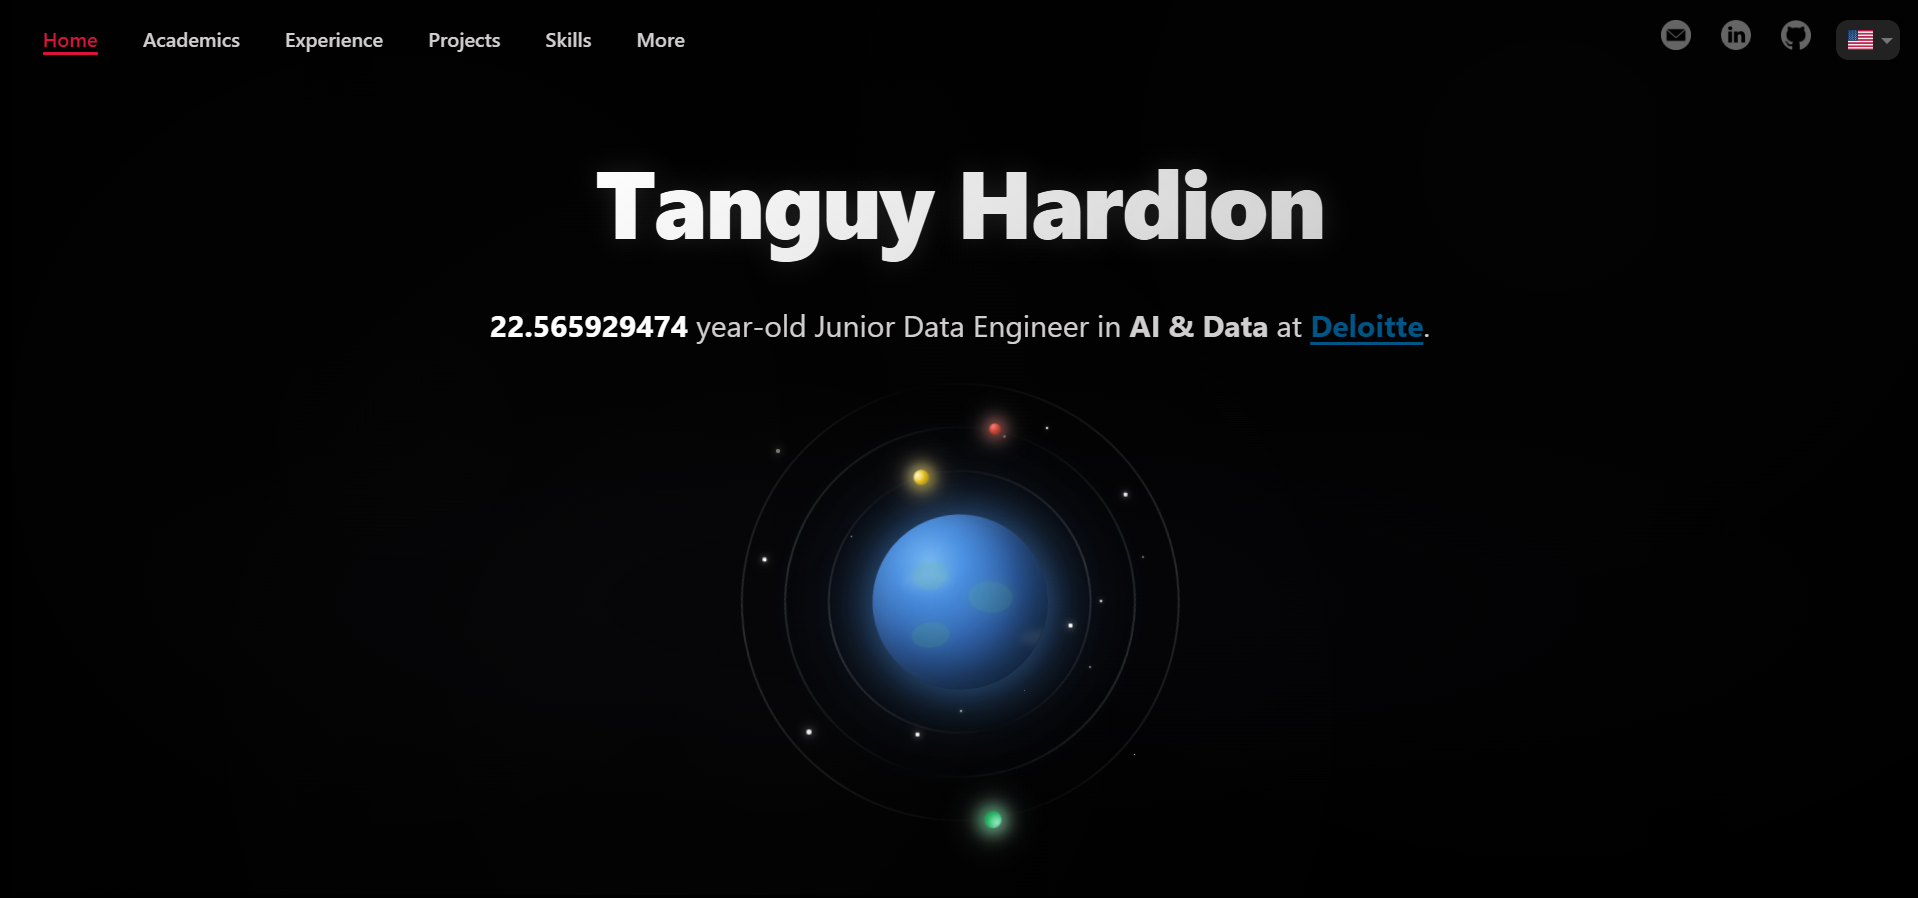 Home Academics Experience Projects Skills More
Tanguy Hardion
22.565929474 year-old Junior Data Engineer in AI & Data at Deloitte.